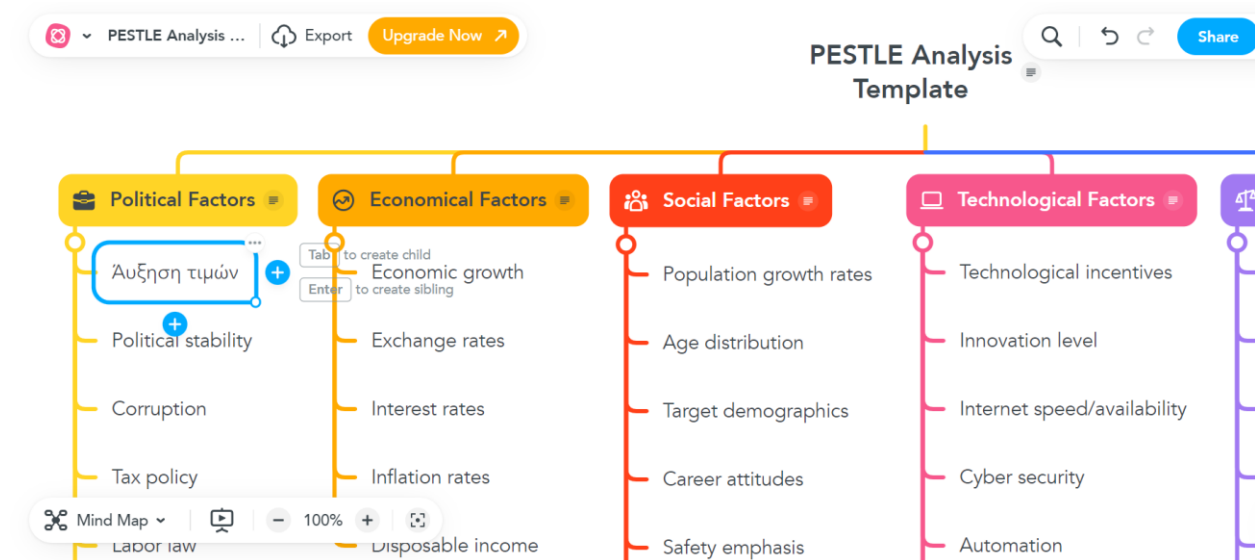 PESTLE Analysis ...
Export
Upgrade Now
Share
PESTLE Analysis
Template
Political Factors
Άυξηση τιμών
Political stability
Corruption
Tax policy
Labor law
Tab to create child
Enter to create sibling
Economical Factors
Economic growth
Exchange rates
Interest rates
Inflation rates
Disposable income
Social Factors
Population growth rates
Age distribution
Target demographics
Career attitudes
Safety emphasis
Technological Factors
Technological incentives
Innovation level
Internet speed/availability
Cyber security
Automation
Mind Map
100%